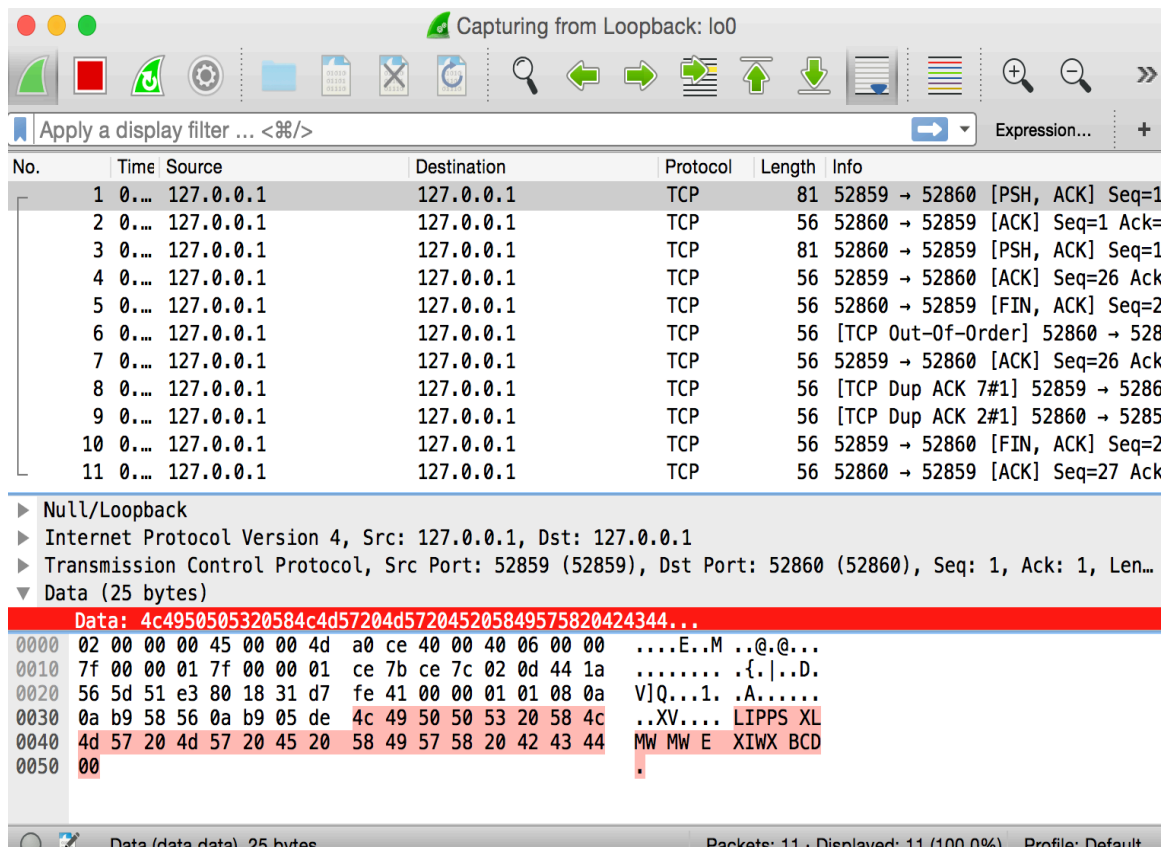 Capturing from Loopback: lo0
Apply a display filter ... <⌘/>
Expression... +
No. Time Source Destination Protocol Length Info
1 0.… 127.0.0.1 127.0.0.1 TCP 81 52859 → 52860 [PSH, ACK] Seq=1
2 0.… 127.0.0.1 127.0.0.1 TCP 56 52860 → 52859 [ACK] Seq=1 Ack=
3 0.… 127.0.0.1 127.0.0.1 TCP 81 52860 → 52859 [PSH, ACK] Seq=1
4 0.… 127.0.0.1 127.0.0.1 TCP 56 52859 → 52860 [ACK] Seq=26 Ack
5 0.… 127.0.0.1 127.0.0.1 TCP 56 52860 → 52859 [FIN, ACK] Seq=2
6 0.… 127.0.0.1 127.0.0.1 TCP 56 [TCP Out-Of-Order] 52860 → 528
7 0.… 127.0.0.1 127.0.0.1 TCP 56 52859 → 52860 [ACK] Seq=26 Ack
8 0.… 127.0.0.1 127.0.0.1 TCP 56 [TCP Dup ACK 7#1] 52859 → 5286
9 0.… 127.0.0.1 127.0.0.1 TCP 56 [TCP Dup ACK 2#1] 52860 → 5285
10 0.… 127.0.0.1 127.0.0.1 TCP 56 52859 → 52860 [FIN, ACK] Seq=2
11 0.… 127.0.0.1 127.0.0.1 TCP 56 52860 → 52859 [ACK] Seq=27 Ack
Null/Loopback
Internet Protocol Version 4, Src: 127.0.0.1, Dst: 127.0.0.1
Transmission Control Protocol, Src Port: 52859 (52859), Dst Port: 52860 (52860), Seq: 1, Ack: 1, Len…
Data (25 bytes)
Data: 4c4950505320584c4d57204d572045205849575820424344...
0000 02 00 00 00 45 00 00 4d a0 ce 40 00 40 06 00 00 ....E..M ..@.@...
0010 7f 00 00 01 7f 00 00 01 ce 7b ce 7c 02 0d 44 1a ........ .{.|..D.
0020 56 5d 51 e3 80 18 31 d7 fe 41 00 00 01 01 08 0a V]Q...1. .A......
0030 0a b9 58 56 0a b9 05 de 4c 49 50 50 53 20 58 4c ..XV.... LIPPS XL
0040 4d 57 20 4d 57 20 45 20 58 49 57 58 20 42 43 44 MW MW E XIWX BCD
0050 00 .
Data (data.data), 25 bytes
Packets: 11 · Displayed: 11 (100.0%) Profile: Default